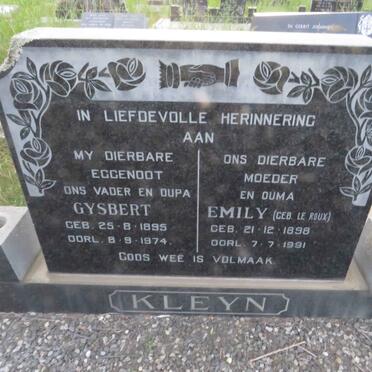 IN LIEFDEVOLLE HERINNERING
AAN
MY DIERBARE
EGGENOOT
ONS VADER EN OUPA
GYSBERT
GEB. 25-8-1895
OORL. 8-9-1974.
ONS DIERBARE
MOEDER
EN OUMA
EMILY (GEB. LE ROUX)
GEB. 21-12-1898
OORL. 7-7-1991
GODS WEË IS VOLMAAK.
KLEYN